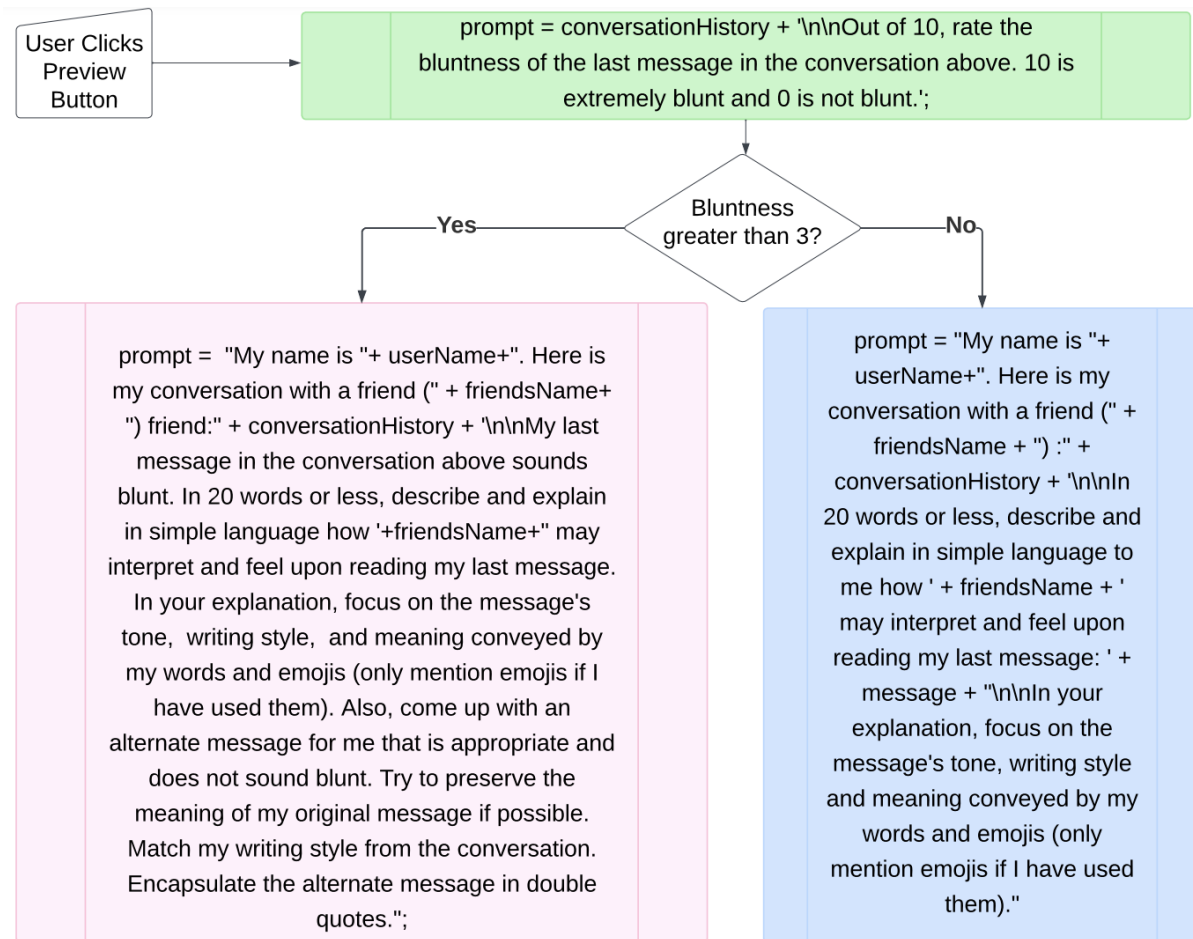 User Clicks
Preview
Button
prompt = conversationHistory + '\n\nOut of 10, rate the
bluntness of the last message in the conversation above. 10 is
extremely blunt and 0 is not blunt.';
Bluntness
greater than 3?
Yes
No
prompt =  "My name is "+ userName+". Here is
my conversation with a friend (" + friendsName+
") friend:" + conversationHistory + '\n\nMy last
message in the conversation above sounds
blunt. In 20 words or less, describe and explain
in simple language how '+friendsName+" may
interpret and feel upon reading my last message.
In your explanation, focus on the message's
tone,  writing style,  and meaning conveyed by
my words and emojis (only mention emojis if I
have used them). Also, come up with an
alternate message for me that is appropriate and
does not sound blunt. Try to preserve the
meaning of my original message if possible.
Match my writing style from the conversation.
Encapsulate the alternate message in double
quotes.";
prompt = "My name is "+
userName+". Here is my
conversation with a friend (" +
friendsName + ") :" +
conversationHistory + '\n\nIn
20 words or less, describe and
explain in simple language to
me how ' + friendsName + '
may interpret and feel upon
reading my last message: ' +
message + "\n\nIn your
explanation, focus on the
message's tone, writing style
and meaning conveyed by my
words and emojis (only
mention emojis if I have used
them)."